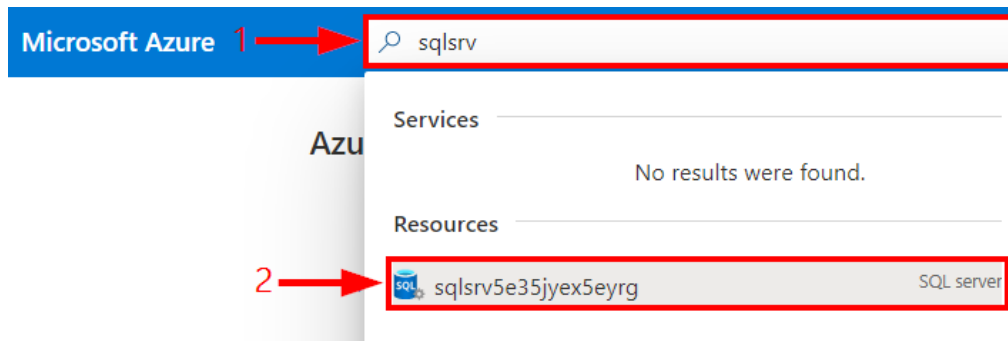 Microsoft Azure 1 sqlsrv
Services
Azu
No results were found.
Resources
2 SQL sqlsrv5e35jyex5eyrg SQL server